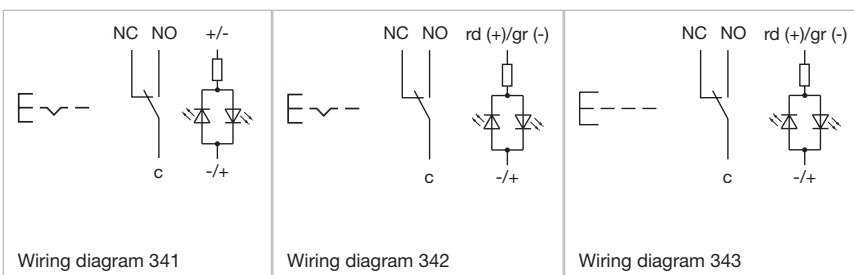 NC NO +/-
c -/+
Wiring diagram 341
NC NO rd (+)/gr (-)
c -/+
Wiring diagram 342
NC NO rd (+)/gr (-)
c -/+
Wiring diagram 343